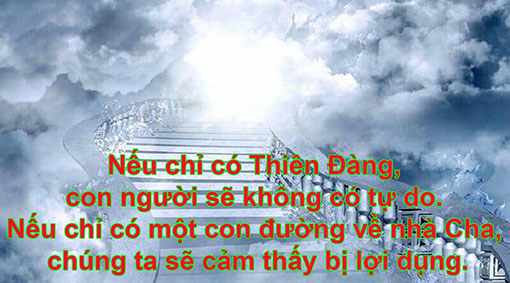 Nếu chỉ có Thiên Đàng,
con người sẽ không có tự do.
Nếu chỉ có một con đường về nhà Cha,
chúng ta sẽ cảm thấy bị lợi dụng.